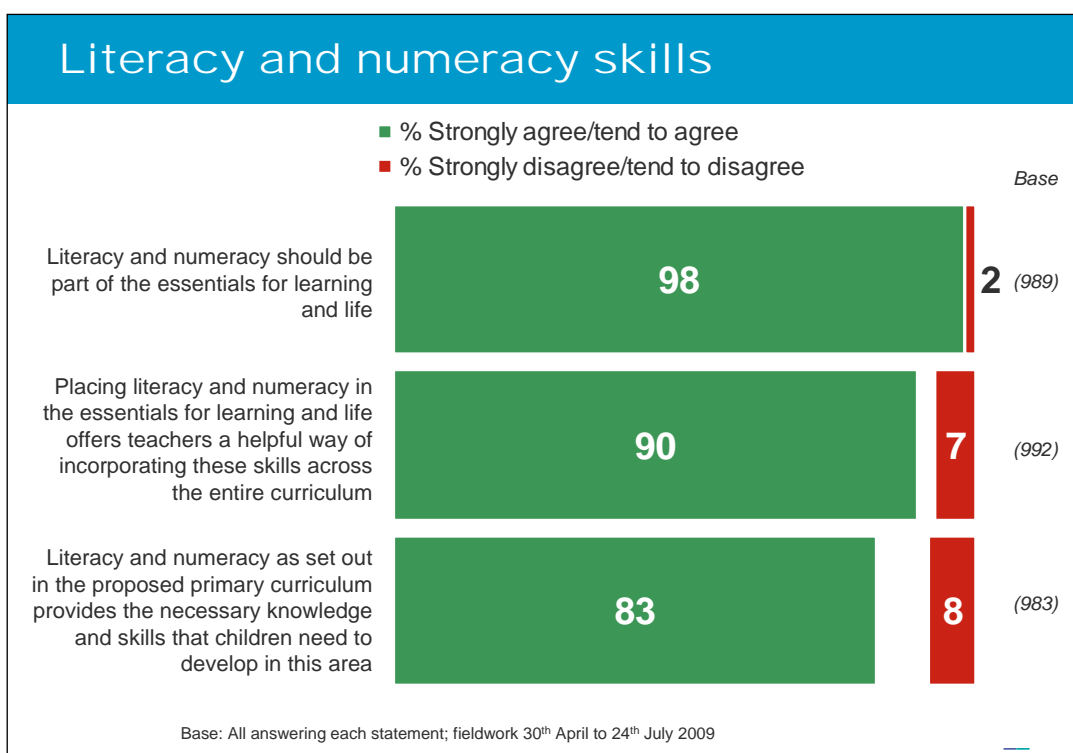 Literacy and numeracy skills
% Strongly agree/tend to agree
% Strongly disagree/tend to disagree
Base
Literacy and numeracy should be
part of the essentials for learning
and life
98
2
(989)
Placing literacy and numeracy in
the essentials for learning and life
offers teachers a helpful way of
incorporating these skills across
the entire curriculum
90
7
(992)
Literacy and numeracy as set out
in the proposed primary curriculum
provides the necessary knowledge
and skills that children need to
develop in this area
83
8
(983)
Base: All answering each statement; fieldwork 30th April to 24th July 2009